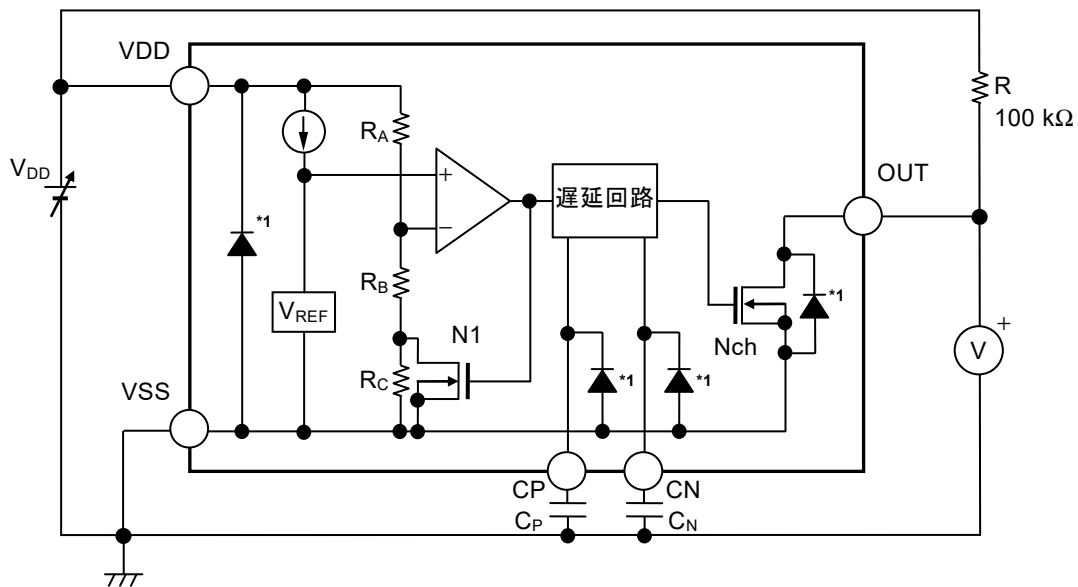 VDD
R
100 kΩ
RA
VDD
OUT
+
遅延回路
−
*1
RB
*1
VREF
N1
Nch
+
V
*1
*1
RC
VSS
CP
CN
CP
CN